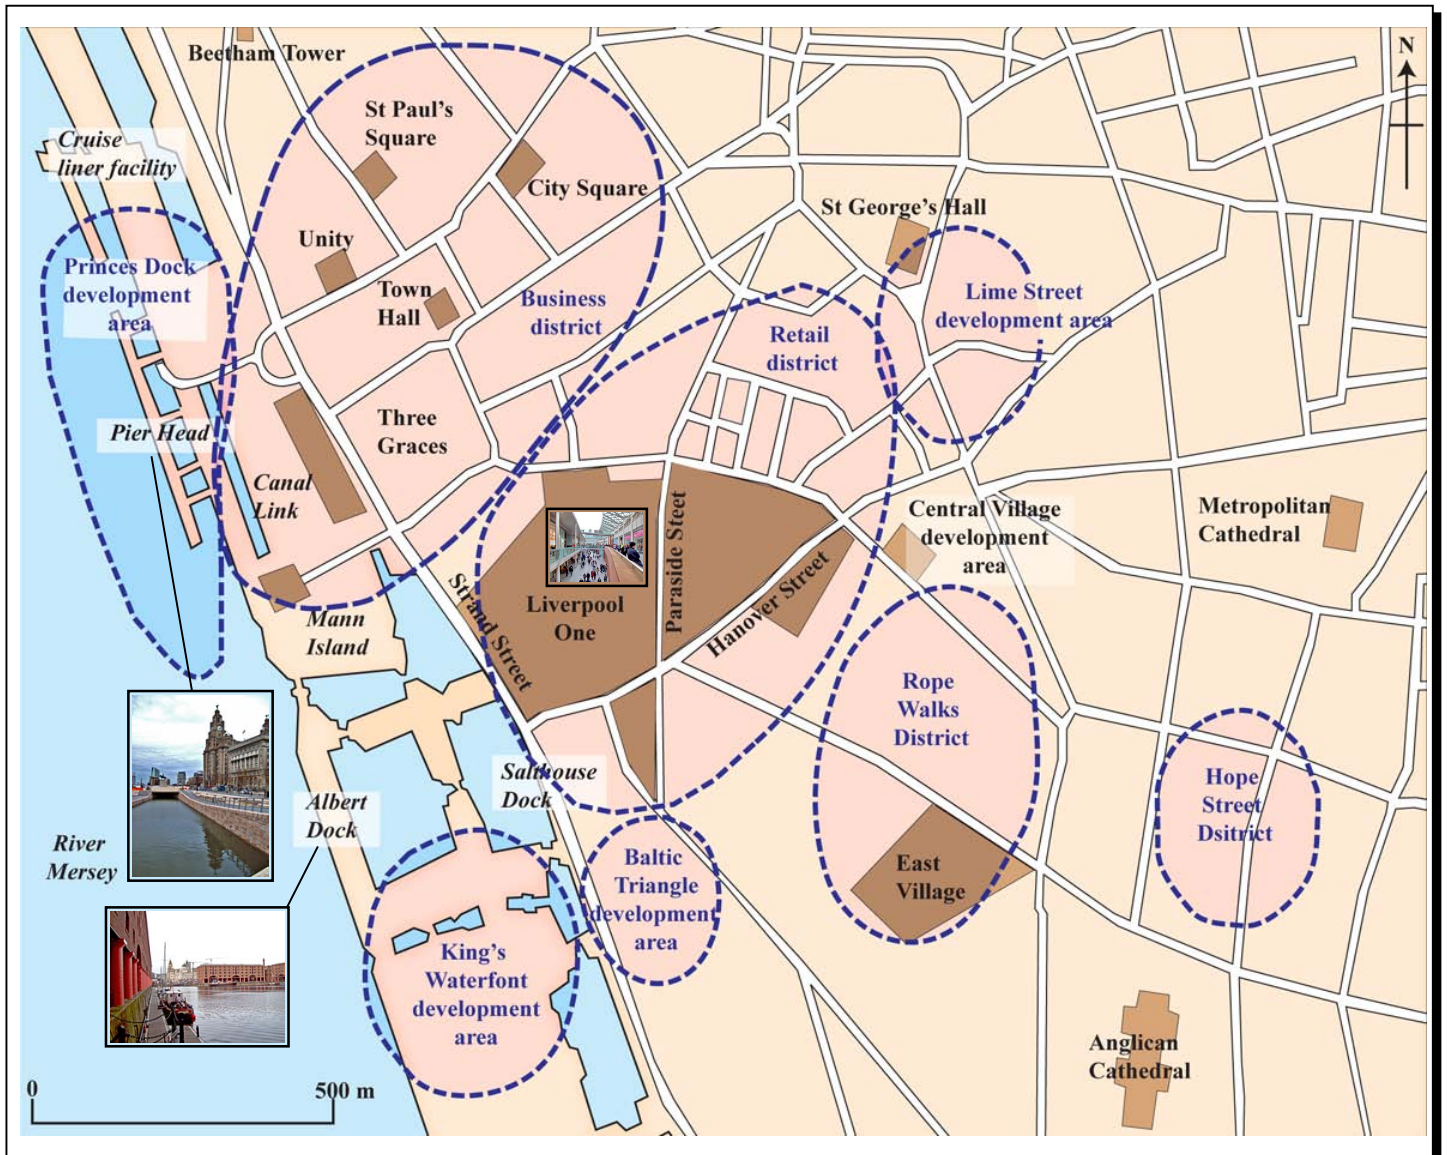 N
Beetham Tower
St Paul's
Square
Cruise
liner facility
City Square
St George's Hall
Unity
Princes Dock
development
area
Town
Hall
Business
district
Lime Street
development area
Retail
district
Three
Graces
Pier Head
Canal
Link
Paraside Steet
Central Village
development
area
Metropolitan
Cathedral
Hanover Street
Strand Street
Liverpool
One
Mann
Island
Rope
Walks
District
Salthouse
Dock
Hope
Street
Dsitrict
Albert
Dock
River
Mersey
Baltic
Triangle
development
area
East
Village
King's
Waterfont
development
area
Anglican
Cathedral
0
500 m